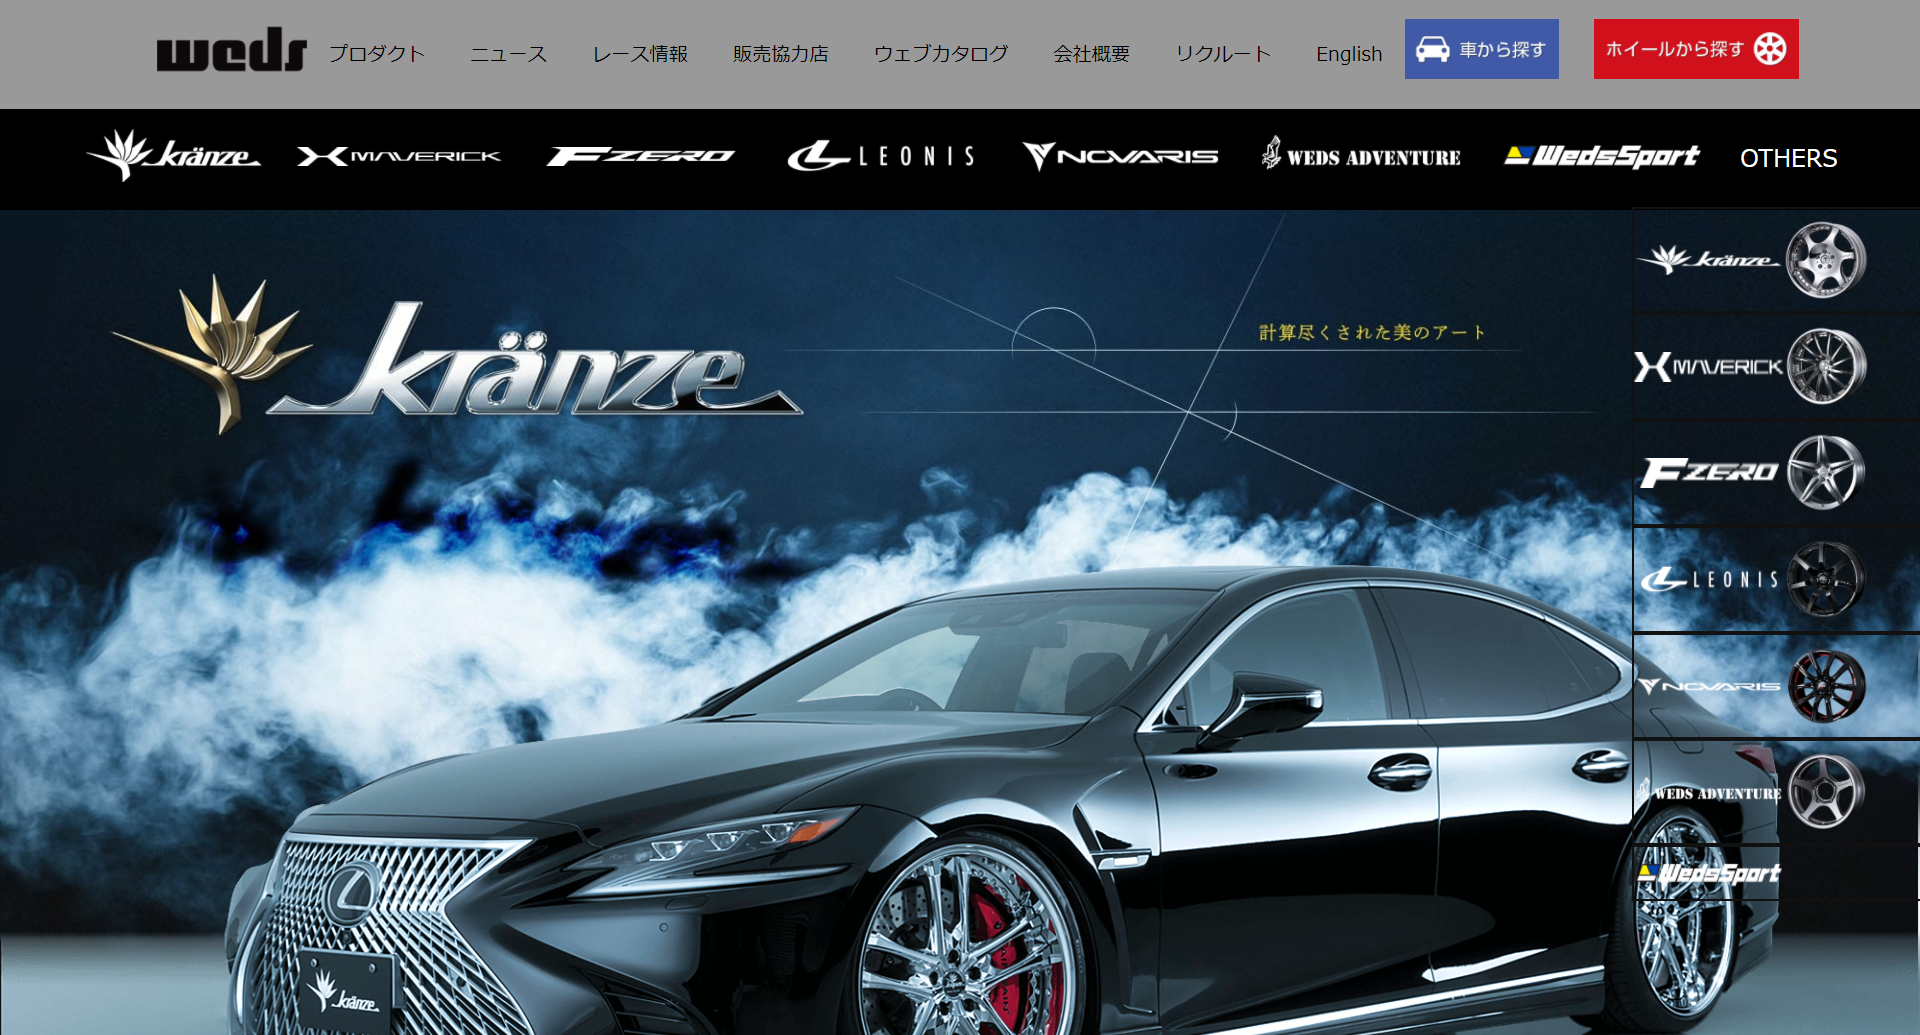 weds プロダクト ニュース レース情報 販売協力店 ウェブカタログ 会社概要 リクルート English 車から探す ホイールから探す
kränze MAVERICK FZERO LEONIS NOVARIS WEDS ADVENTURE WedsSport OTHERS
kränze
計算尽くされた美のアート
kränze
MAVERICK
FZERO
LEONIS
NOVARIS
WEDS ADVENTURE
WedsSport
kränze